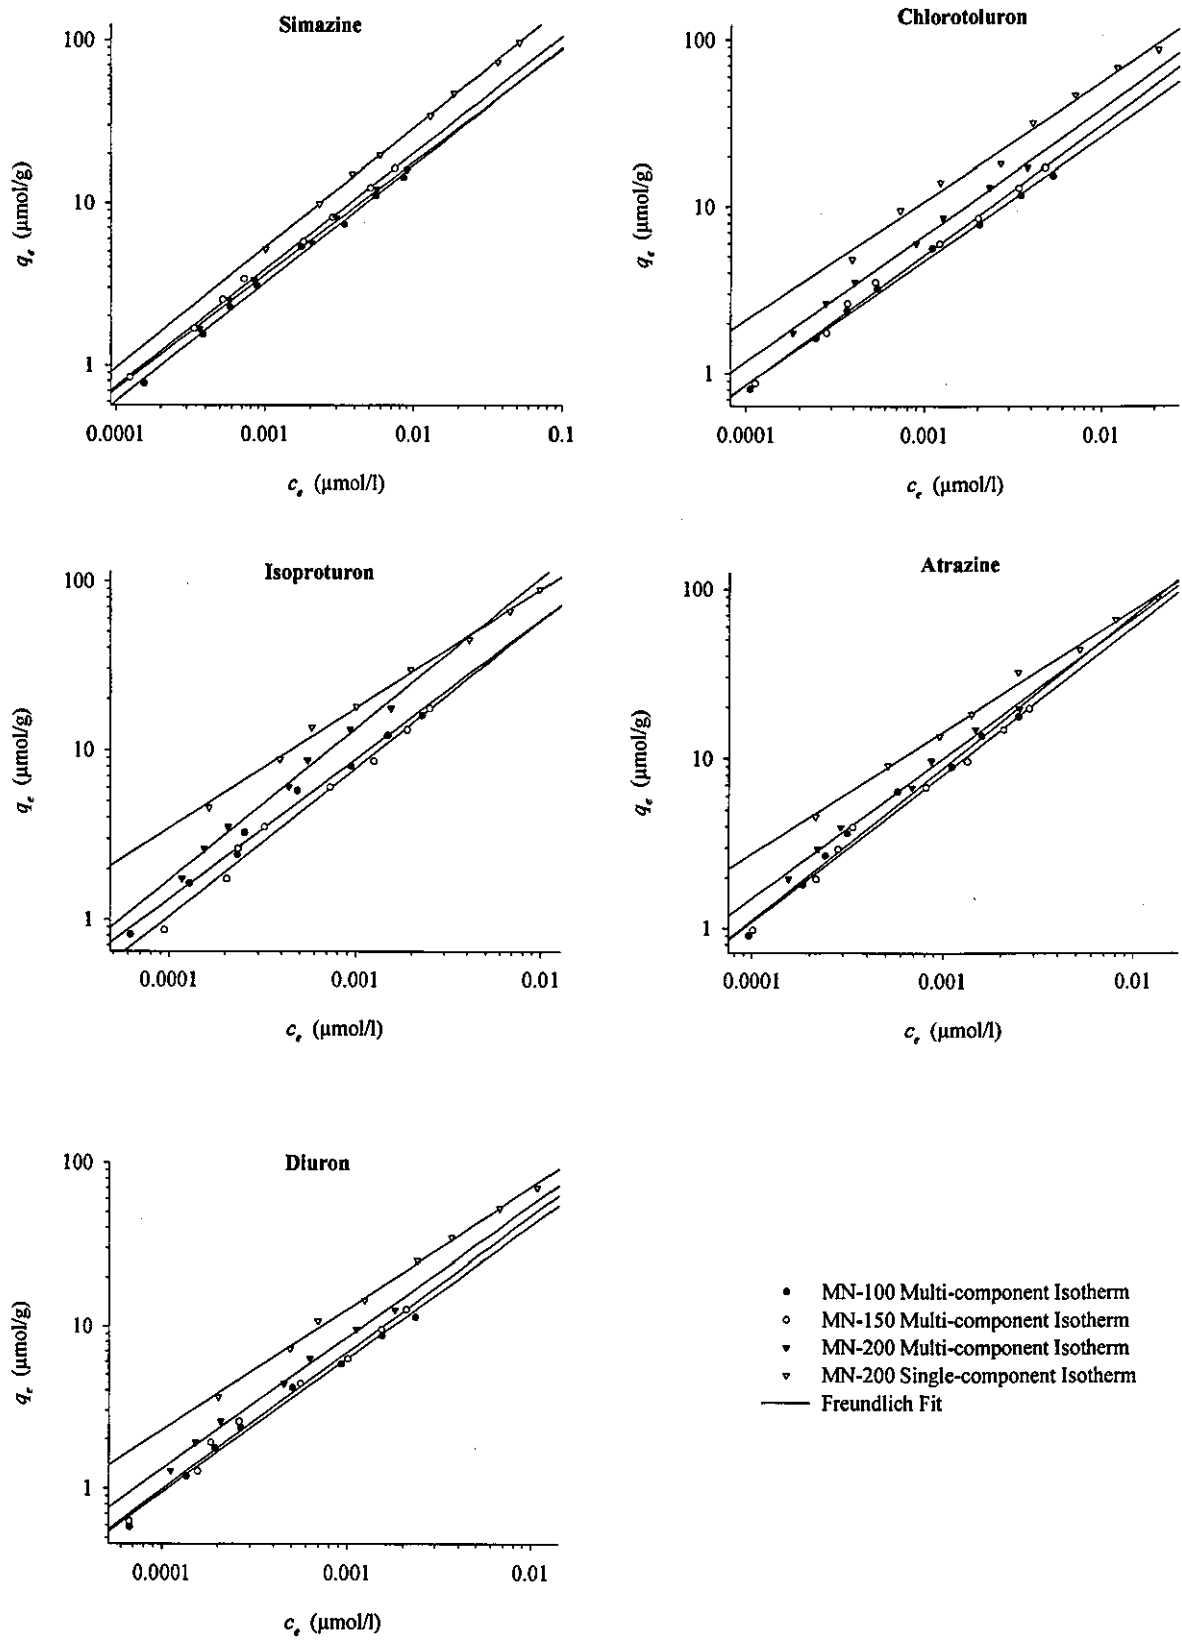 Simazine
100
10
1
qe (μmol/g)
0.0001
0.001
0.01
0.1
ce (μmol/l)
Chlorotoluron
100
10
1
qe (μmol/g)
0.0001
0.001
0.01
ce (μmol/l)
Isoproturon
100
10
1
qe (μmol/g)
0.0001
0.001
0.01
ce (μmol/l)
Atrazine
100
10
1
qe (μmol/g)
0.0001
0.001
0.01
ce (μmol/l)
Diuron
100
10
1
qe (μmol/g)
0.0001
0.001
0.01
ce (μmol/l)
MN-100 Multi-component Isotherm
MN-150 Multi-component Isotherm
MN-200 Multi-component Isotherm
MN-200 Single-component Isotherm
Freundlich Fit